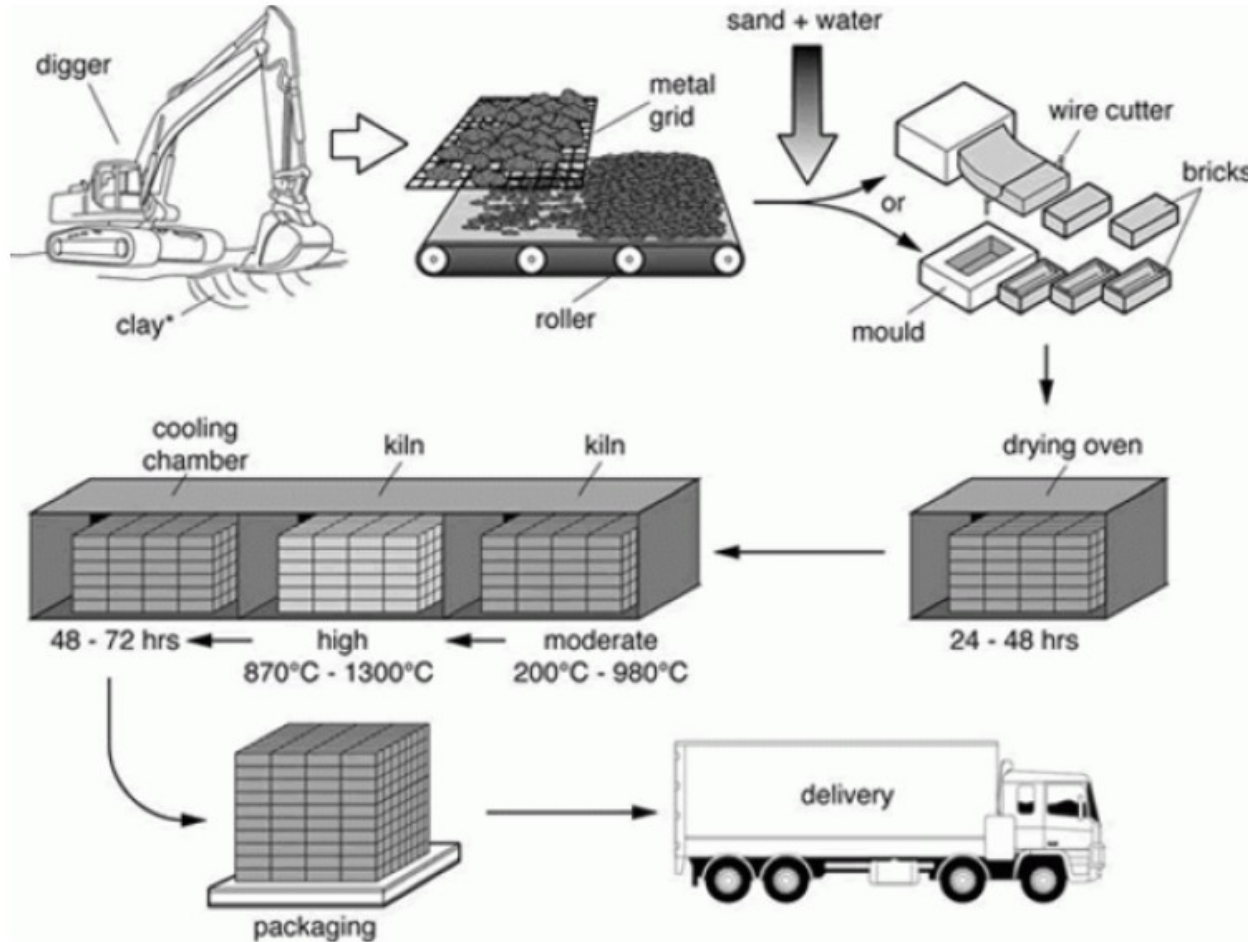 sand + water
digger
metal
grid
wire cutter
bricks
or
clay*
roller
mould
cooling
chamber
kiln
kiln
drying oven
48 - 72 hrs
high
870°C - 1300°C
moderate
200°C - 980°C
24 - 48 hrs
packaging
delivery